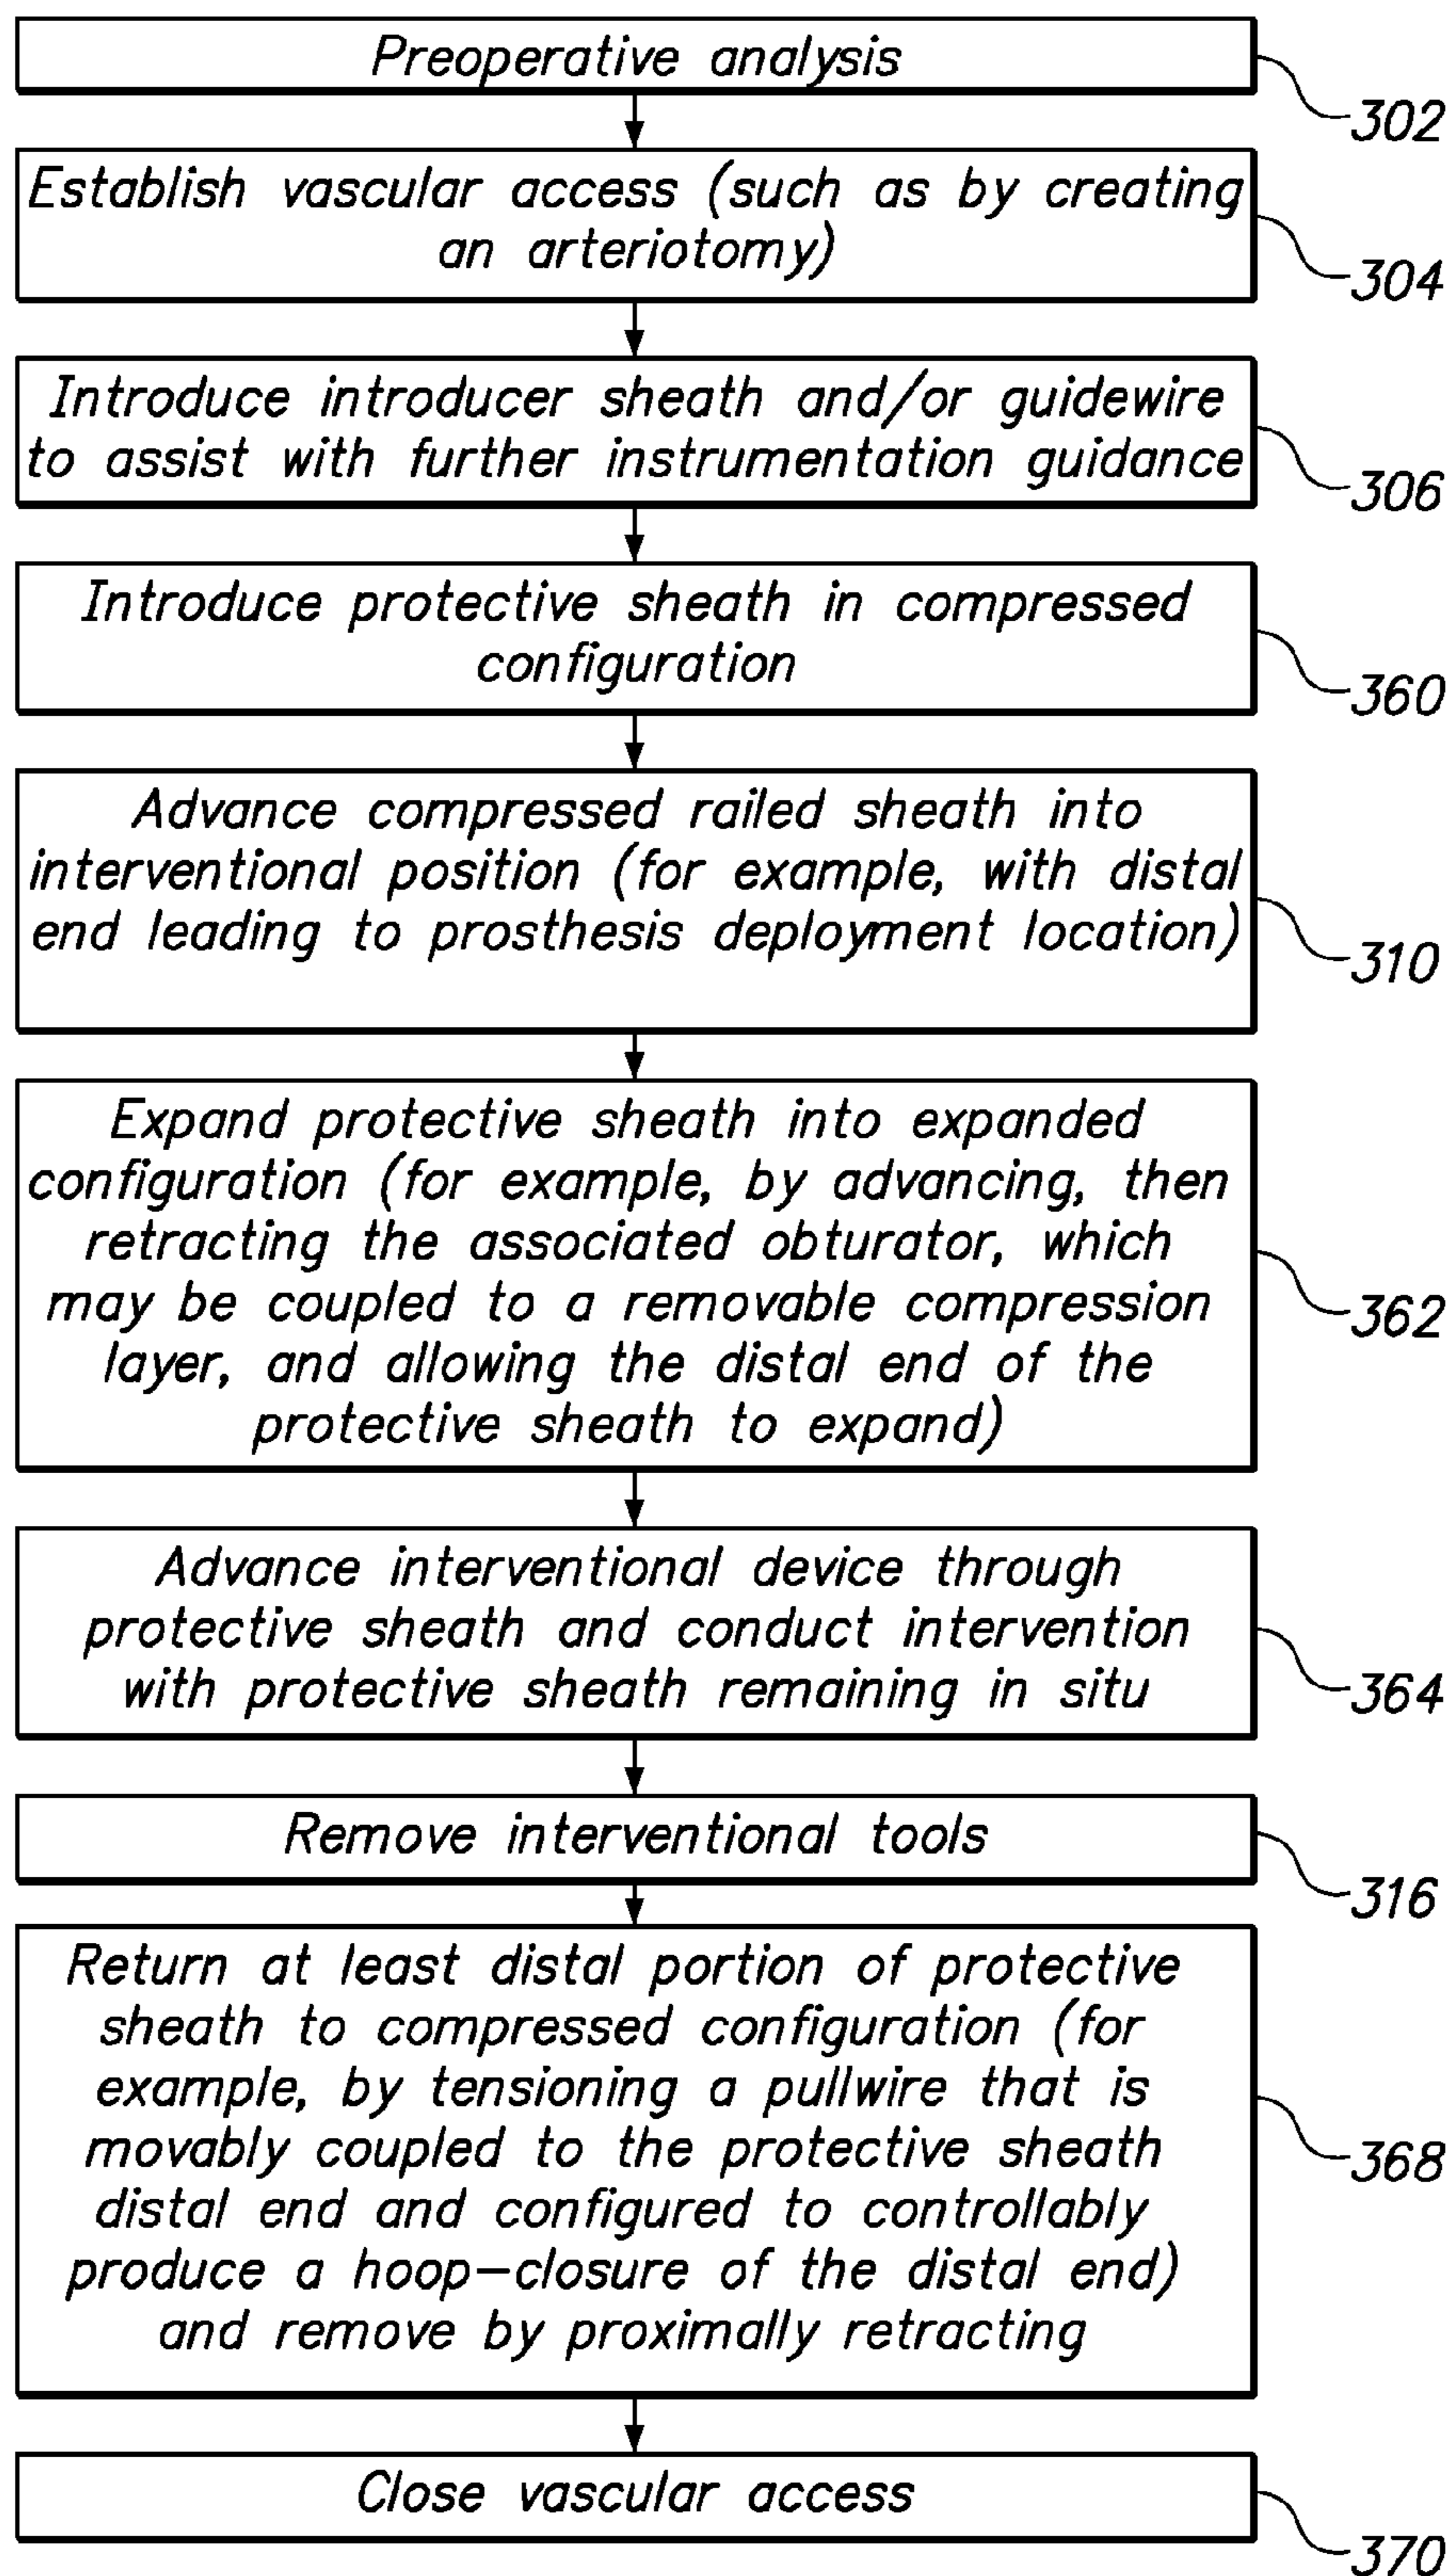 Preoperative analysis
302
Establish vascular access (such as by creating
an arteriotomy)
304
Introduce introducer sheath and/or guidewire
to assist with further instrumentation guidance
306
Introduce protective sheath in compressed
configuration
360
Advance compressed railed sheath into
interventional position (for example, with distal
end leading to prosthesis deployment location)
310
Expand protective sheath into expanded
configuration (for example, by advancing, then
retracting the associated obturator, which
may be coupled to a removable compression
layer, and allowing the distal end of the
protective sheath to expand)
362
Advance interventional device through
protective sheath and conduct intervention
with protective sheath remaining in situ
364
Remove interventional tools
316
Return at least distal portion of protective
sheath to compressed configuration (for
example, by tensioning a pullwire that is
movably coupled to the protective sheath
distal end and configured to controllably
produce a hoop-closure of the distal end)
and remove by proximally retracting
368
Close vascular access
370